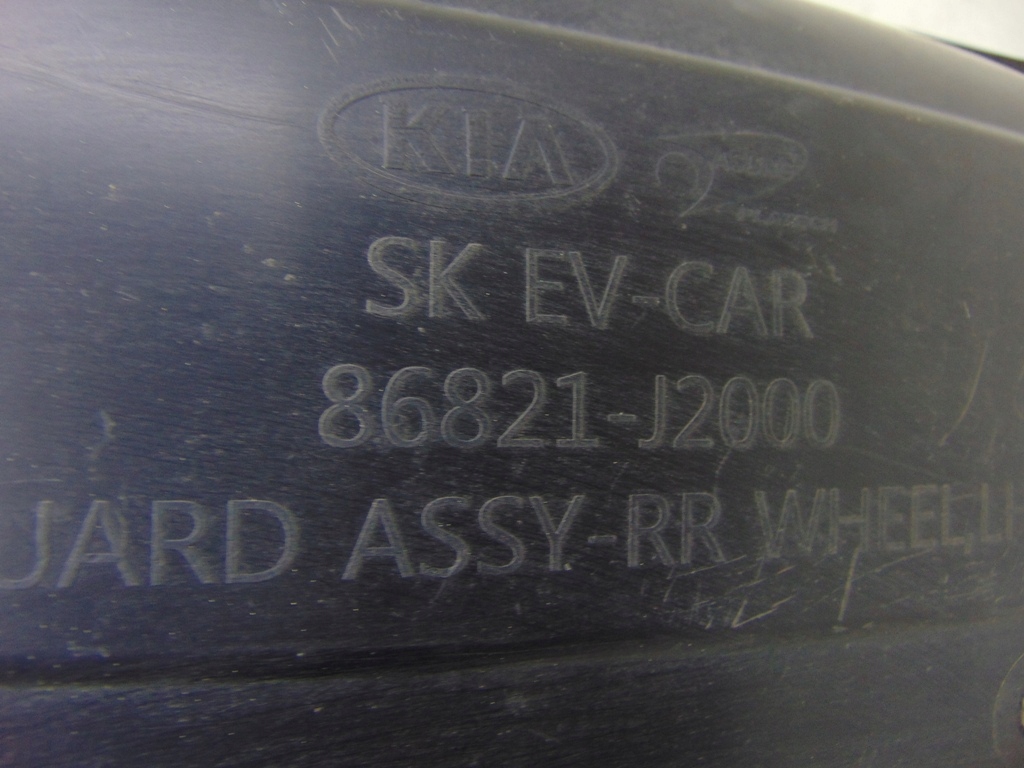 KIA
SK EV-CAR
86821-J2000
UARD ASSY-RR WHEEL,LH